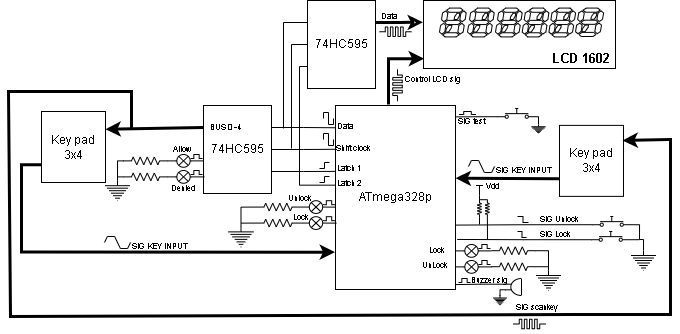 Data
74HC595
LCD 1602
Control LCD sig
BUS0-4
74HC595
Key pad
3x4
Allow
Denied
Data
Shiftclock
Latch 1
Latch 2
ATmega328p
SIG test
Key pad
3x4
SIG KEY INPUT
Vdd
Unlock
Lock
SIG Unlock
SIG Lock
SIG KEY INPUT
Lock
UnLock
Buzzer sig
SIG scankey